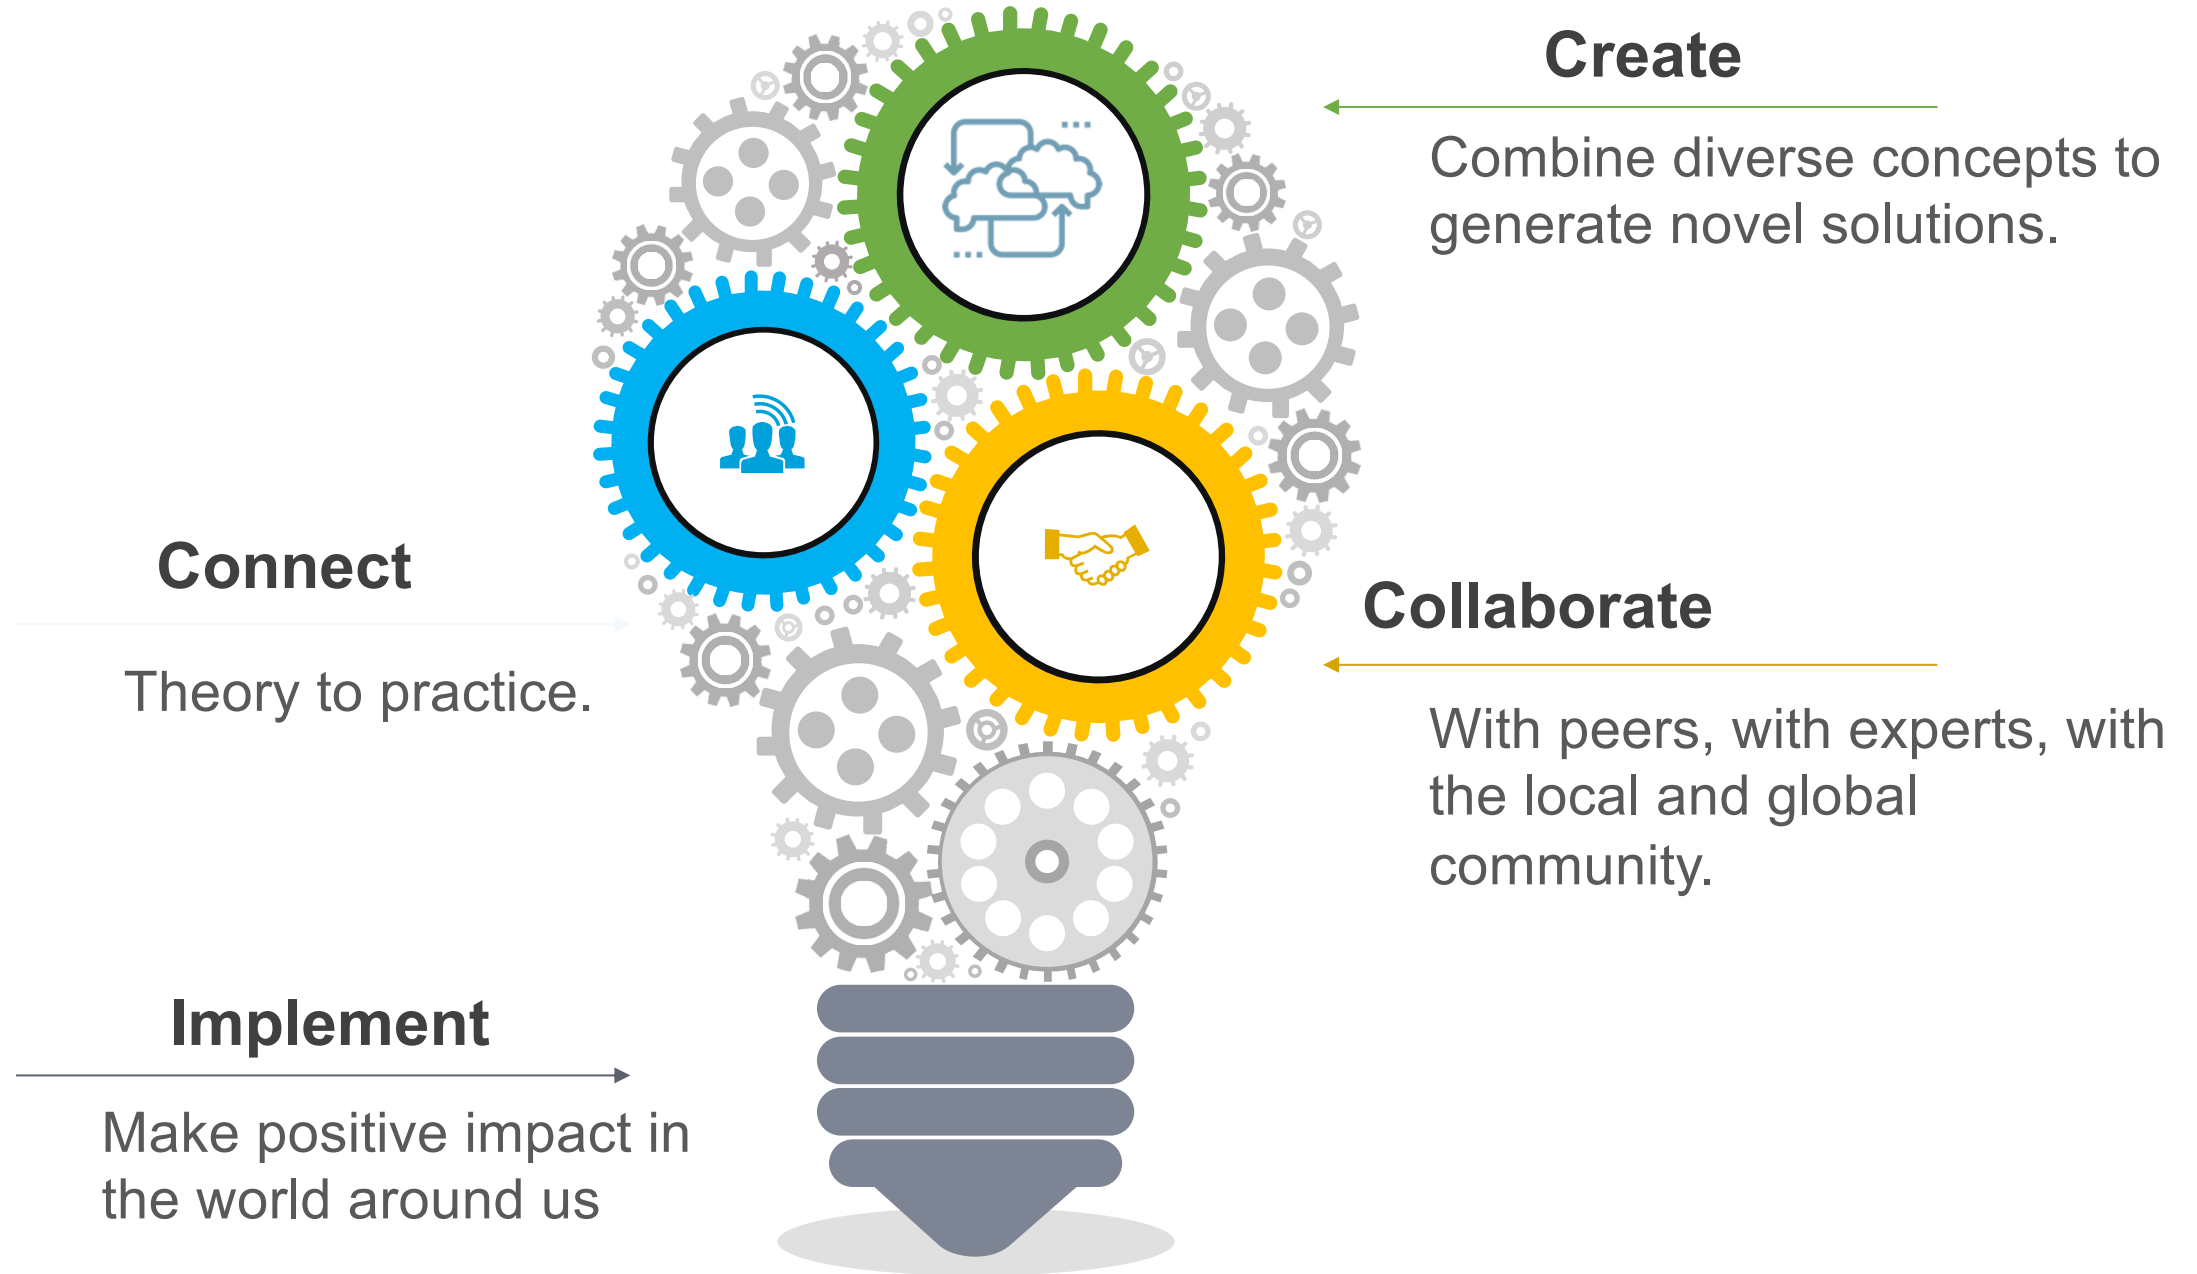 Create
Combine diverse concepts to
generate novel solutions.
Connect
Theory to practice.
Collaborate
With peers, with experts, with
the local and global
community.
Implement
Make positive impact in
the world around us